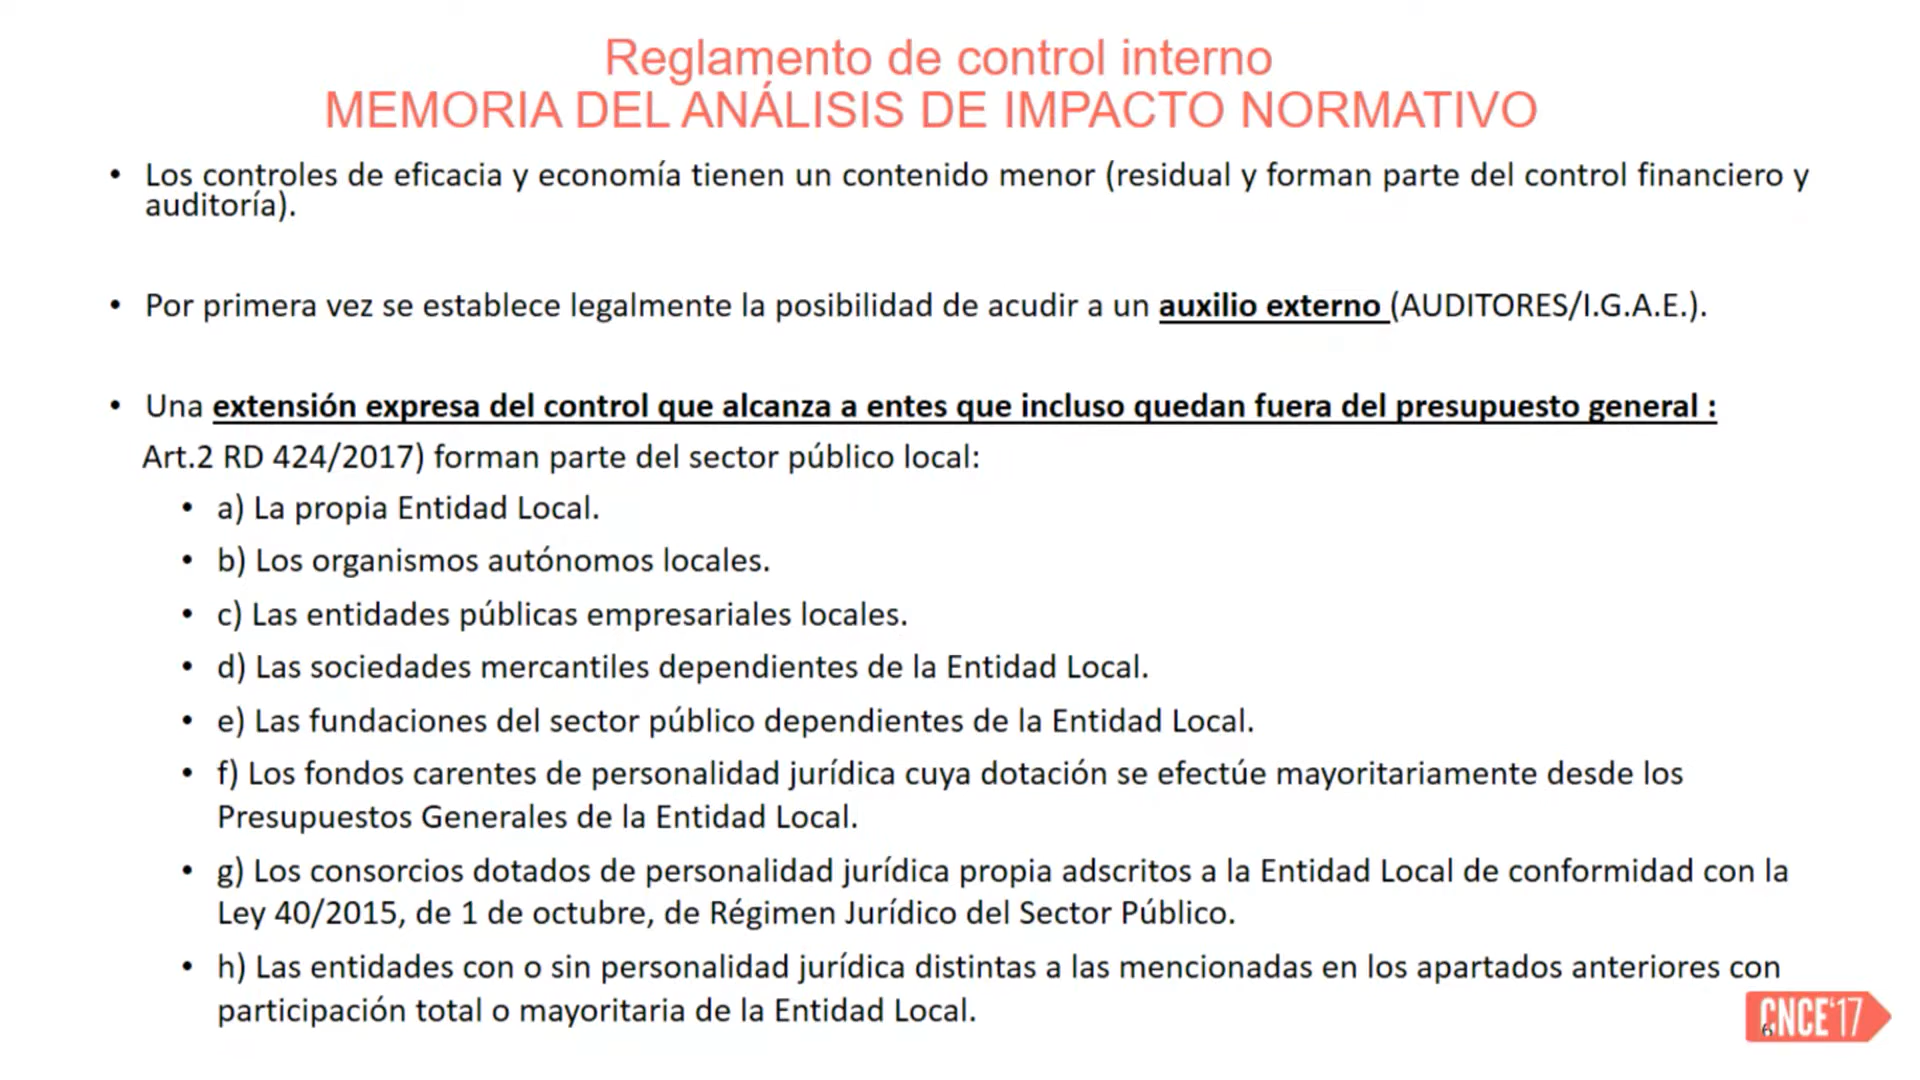 Reglamento de control interno
MEMORIA DEL ANÁLISIS DE IMPACTO NORMATIVO
• Los controles de eficacia y economía tienen un contenido menor (residual y forman parte del control financiero y
auditoría).
• Por primera vez se establece legalmente la posibilidad de acudir a un auxilio externo (AUDITORES/I.G.A.E.).
• Una extensión expresa del control que alcanza a entes que incluso quedan fuera del presupuesto general :
Art.2 RD 424/2017) forman parte del sector público local:
• a) La propia Entidad Local.
• b) Los organismos autónomos locales.
• c) Las entidades públicas empresariales locales.
• d) Las sociedades mercantiles dependientes de la Entidad Local.
• e) Las fundaciones del sector público dependientes de la Entidad Local.
• f) Los fondos carentes de personalidad jurídica cuya dotación se efectúe mayoritariamente desde los
Presupuestos Generales de la Entidad Local.
• g) Los consorcios dotados de personalidad jurídica propia adscritos a la Entidad Local de conformidad con la
Ley 40/2015, de 1 de octubre, de Régimen Jurídico del Sector Público.
• h) Las entidades con o sin personalidad jurídica distintas a las mencionadas en los apartados anteriores con
participación total o mayoritaria de la Entidad Local.
CNCE'17
6